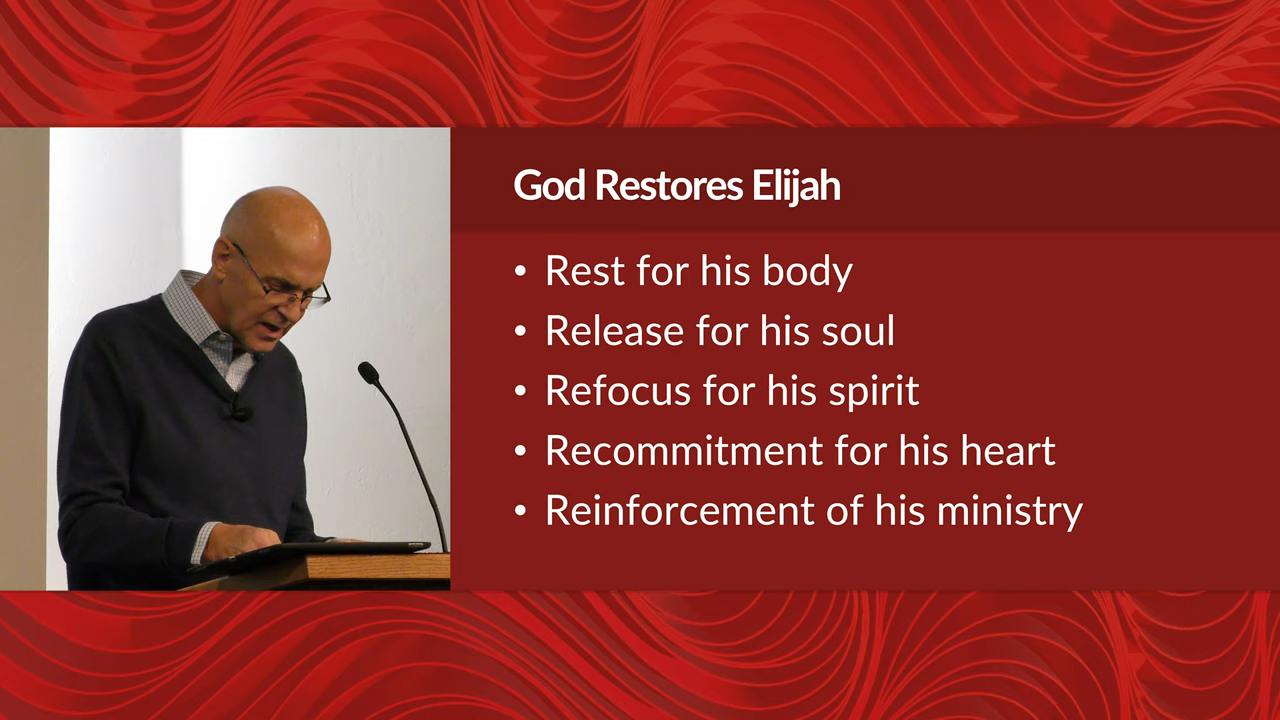 God Restores Elijah
• Rest for his body
• Release for his soul
• Refocus for his spirit
• Recommitment for his heart
• Reinforcement of his ministry